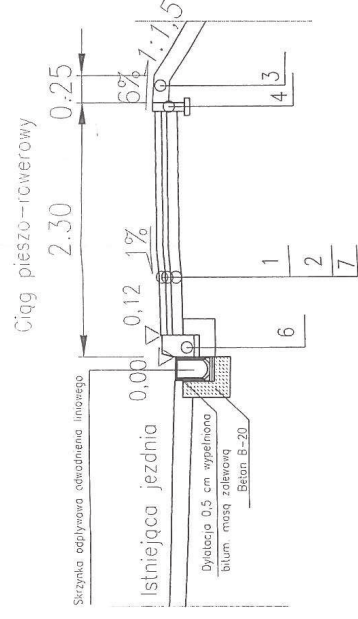 Ciąg pieszo-rowerowy
2.30
0.25
6%
1:1,5
0,12
1%
0,00
Skrzynka odpływowa odwodnienia liniowego
Istniejąca jezdnia
Dylatacja 0,5 cm wypełniona
bitum. masą zalewową
Beton B-20
6
1
2
7
4
3